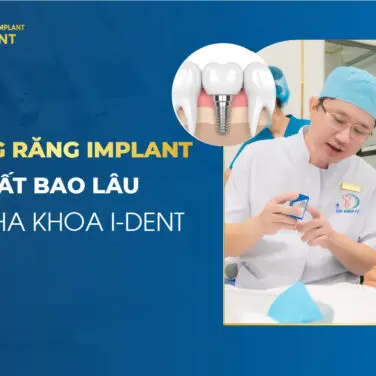 IMPLANT
ENT
G RĂNG IMPLANT
ẤT BAO LÂU
HA KHOA I-DENT